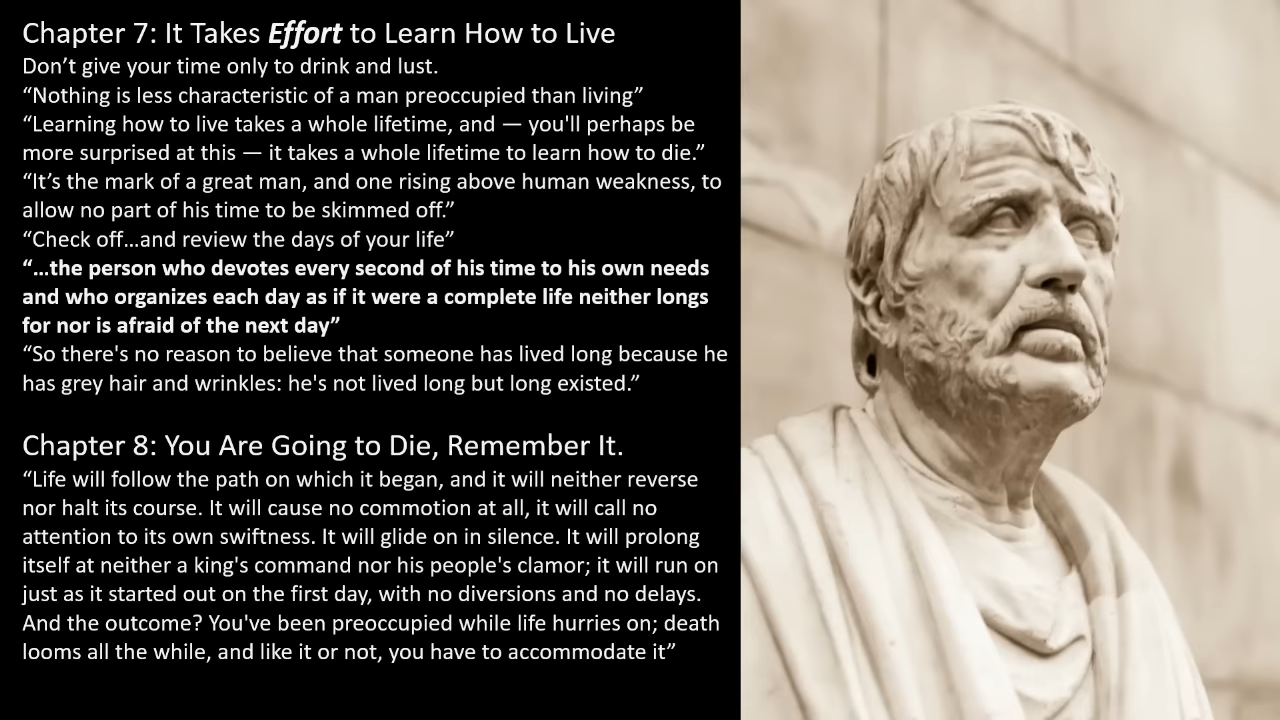 Chapter 7: It Takes Effort to Learn How to Live
Don’t give your time only to drink and lust.
“Nothing is less characteristic of a man preoccupied than living”
“Learning how to live takes a whole lifetime, and — you'll perhaps be
more surprised at this — it takes a whole lifetime to learn how to die.”
“It’s the mark of a great man, and one rising above human weakness, to
allow no part of his time to be skimmed off.”
“Check off…and review the days of your life”
“…the person who devotes every second of his time to his own needs
and who organizes each day as if it were a complete life neither longs
for nor is afraid of the next day”
“So there's no reason to believe that someone has lived long because he
has grey hair and wrinkles: he's not lived long but long existed.”
Chapter 8: You Are Going to Die, Remember It.
“Life will follow the path on which it began, and it will neither reverse
nor halt its course. It will cause no commotion at all, it will call no
attention to its own swiftness. It will glide on in silence. It will prolong
itself at neither a king's command nor his people's clamor; it will run on
just as it started out on the first day, with no diversions and no delays.
And the outcome? You've been preoccupied while life hurries on; death
looms all the while, and like it or not, you have to accommodate it”